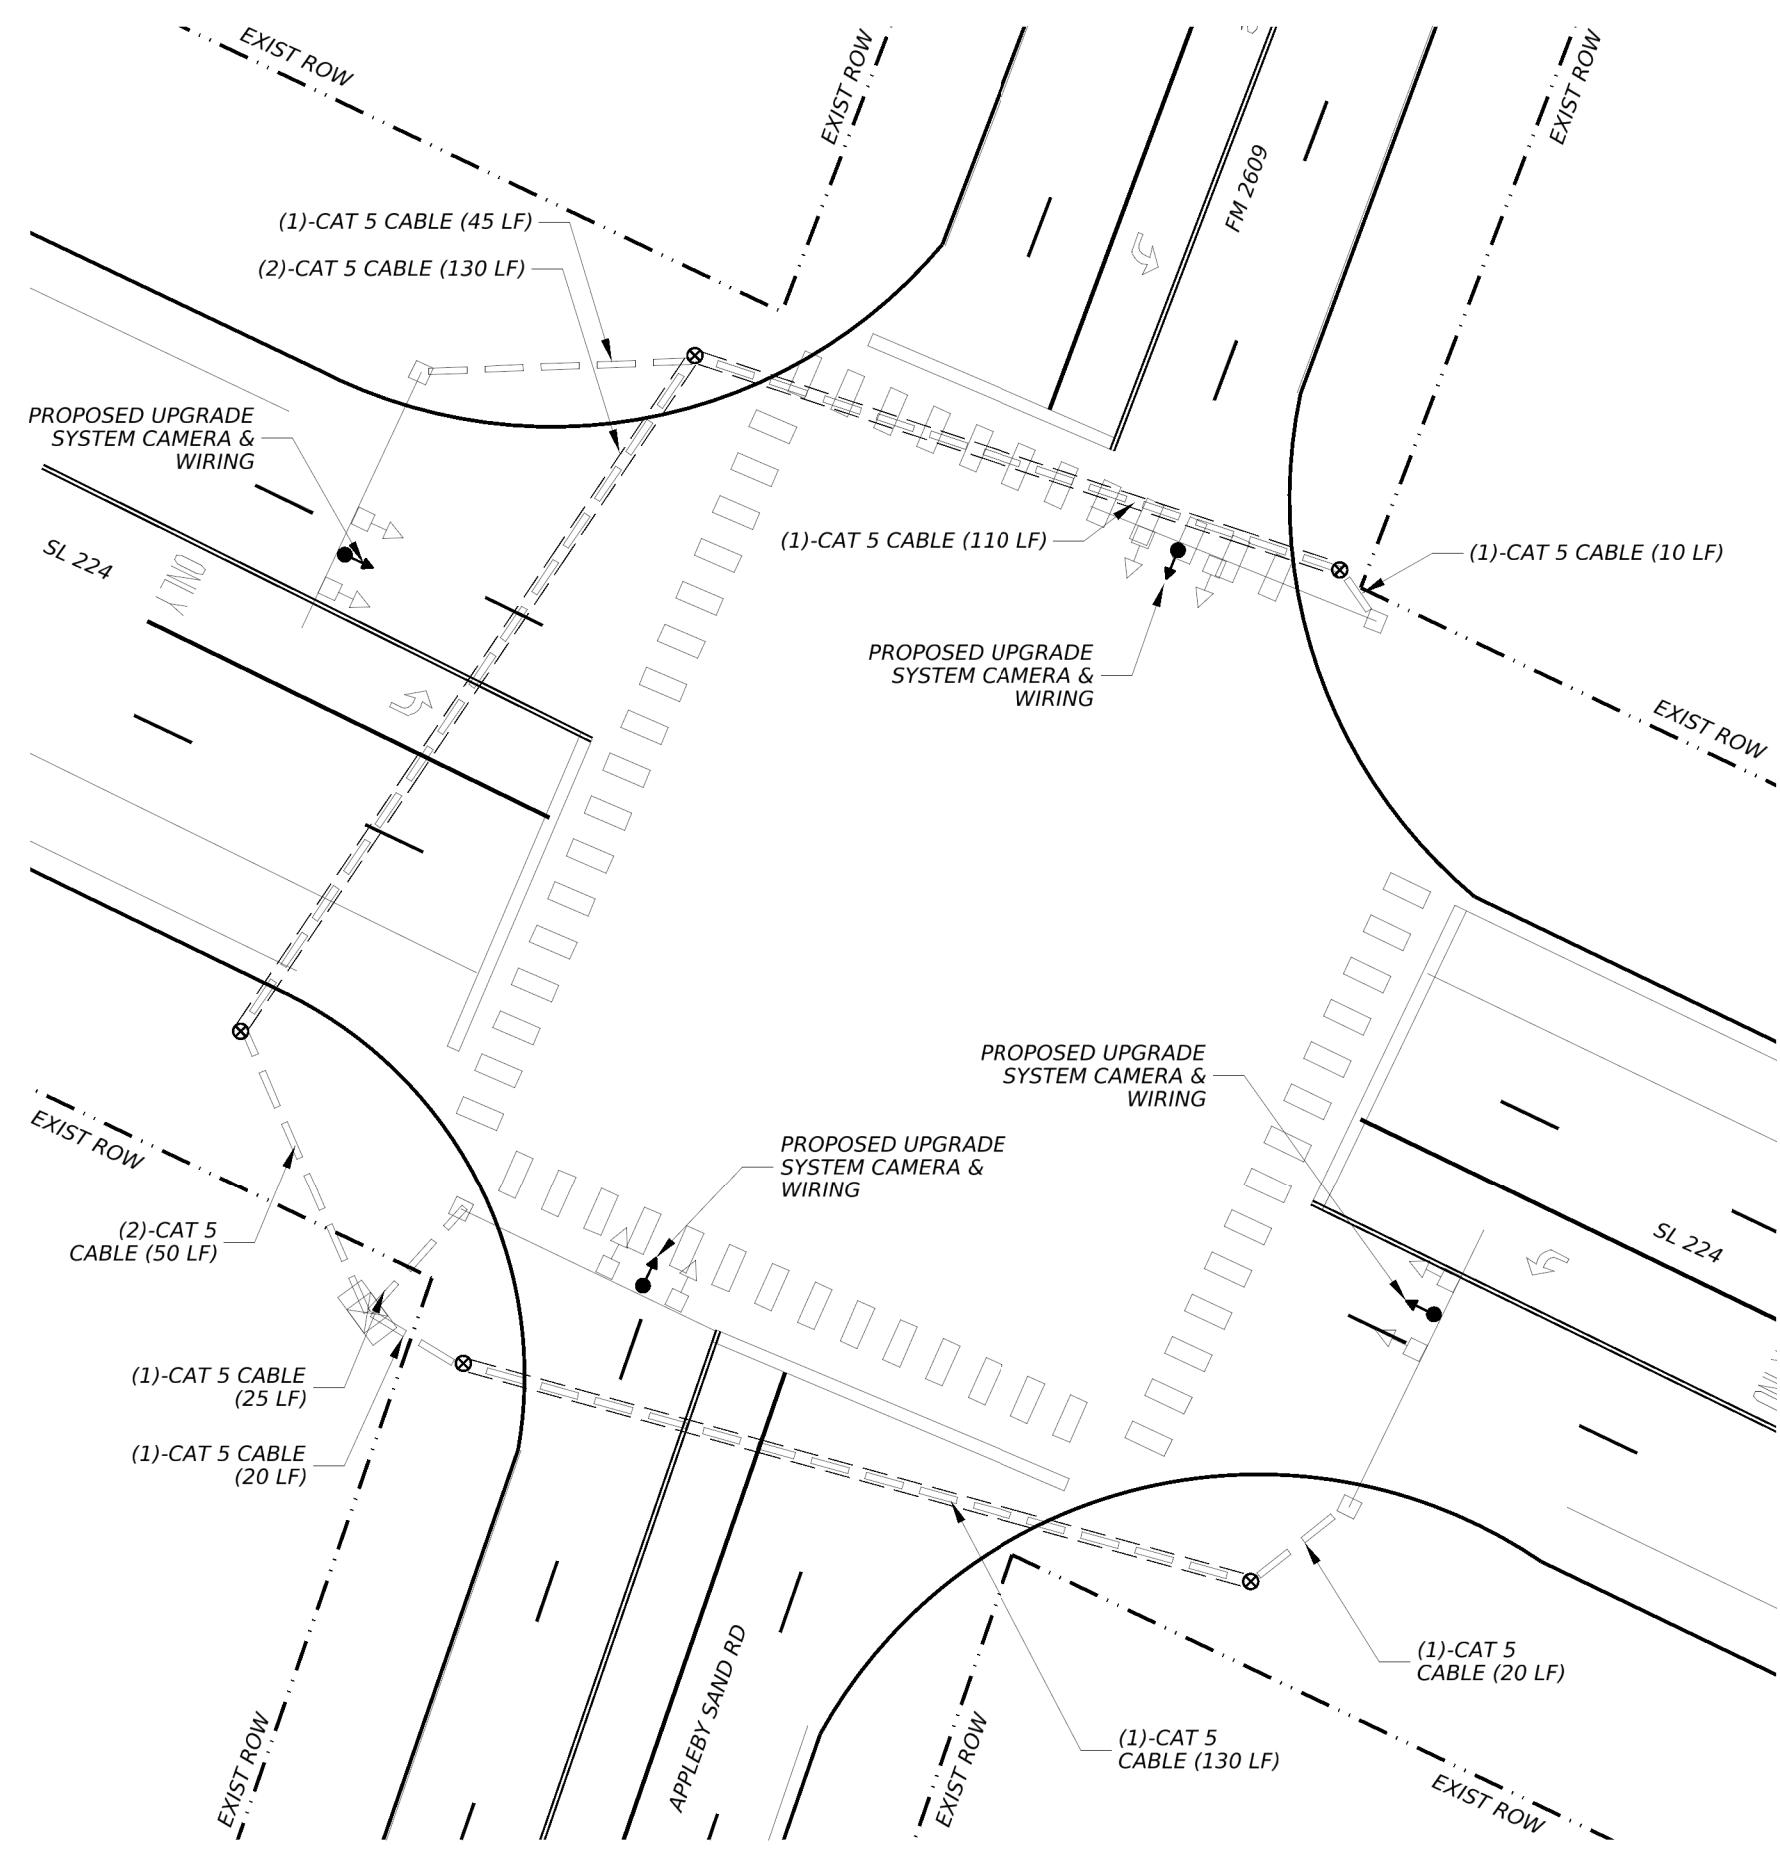 EXIST ROW
EXIST ROW
EXIST ROW
FM 2609
(1)-CAT 5 CABLE (45 LF)
(2)-CAT 5 CABLE (130 LF)
PROPOSED UPGRADE
SYSTEM CAMERA &
WIRING
SL 224
ONLY
(1)-CAT 5 CABLE (110 LF)
(1)-CAT 5 CABLE (10 LF)
PROPOSED UPGRADE
SYSTEM CAMERA &
WIRING
EXIST ROW
PROPOSED UPGRADE
SYSTEM CAMERA &
WIRING
EXIST ROW
PROPOSED UPGRADE
SYSTEM CAMERA &
WIRING
(2)-CAT 5
CABLE (50 LF)
SL 224
(1)-CAT 5 CABLE
(25 LF)
(1)-CAT 5 CABLE
(20 LF)
(1)-CAT 5
CABLE (20 LF)
APPLEBY SAND RD
(1)-CAT 5
CABLE (130 LF)
EXIST ROW
EXIST ROW
EXIST ROW